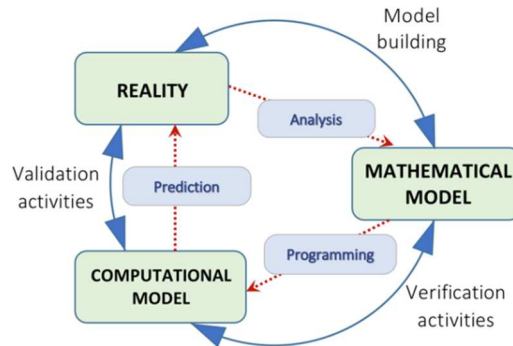 Model
building
REALITY
Analysis
Validation
activities
Prediction
MATHEMATICAL
MODEL
Programming
COMPUTATIONAL
MODEL
Verification
activities